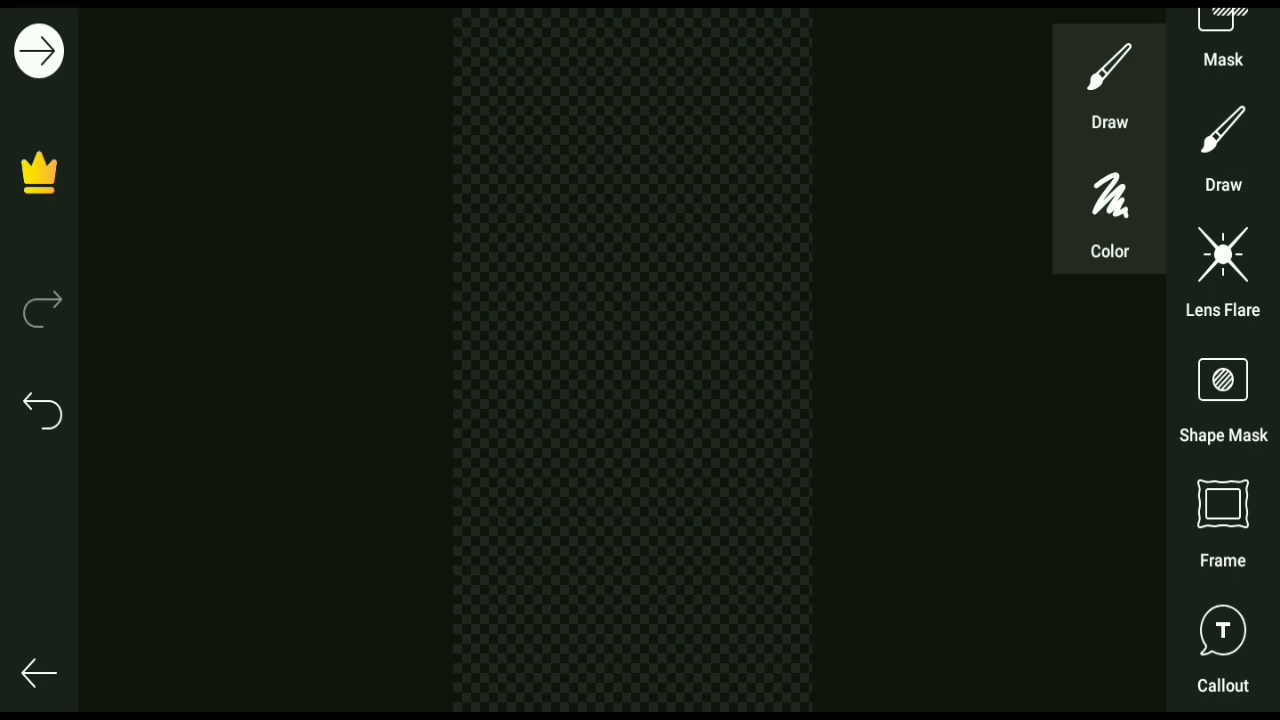 Draw
Color
Mask
Draw
Lens Flare
Shape Mask
Frame
T
Callout